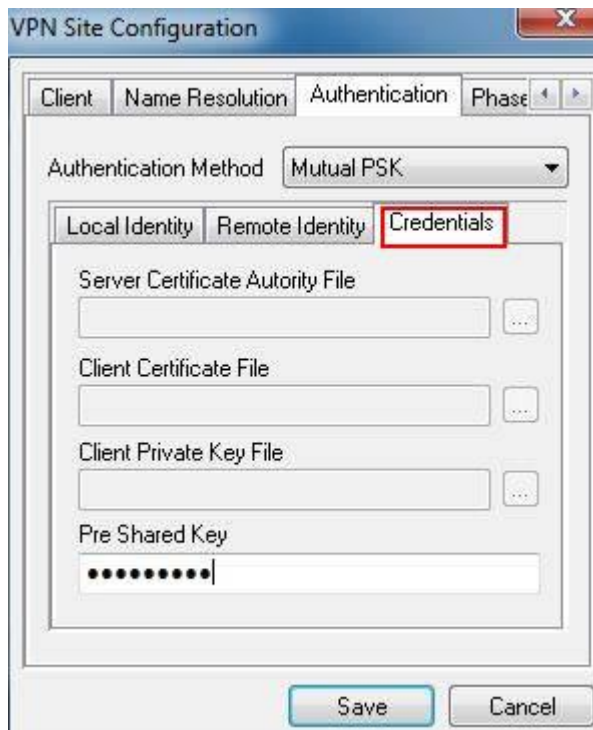 VPN Site Configuration
Client Name Resolution Authentication Phase
Authentication Method Mutual PSK
Local Identity Remote Identity Credentials
Server Certificate Autority File
...
Client Certificate File
...
Client Private Key File
...
Pre Shared Key
•••••••••
Save Cancel